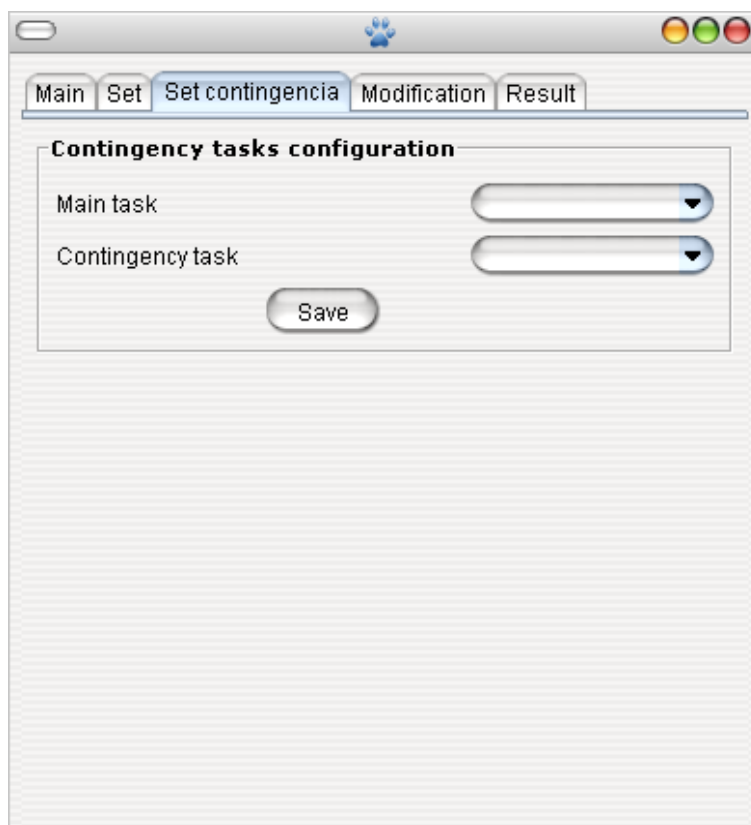 Main Set Set contingencia Modification Result
Contingency tasks configuration
Main task
Contingency task
Save